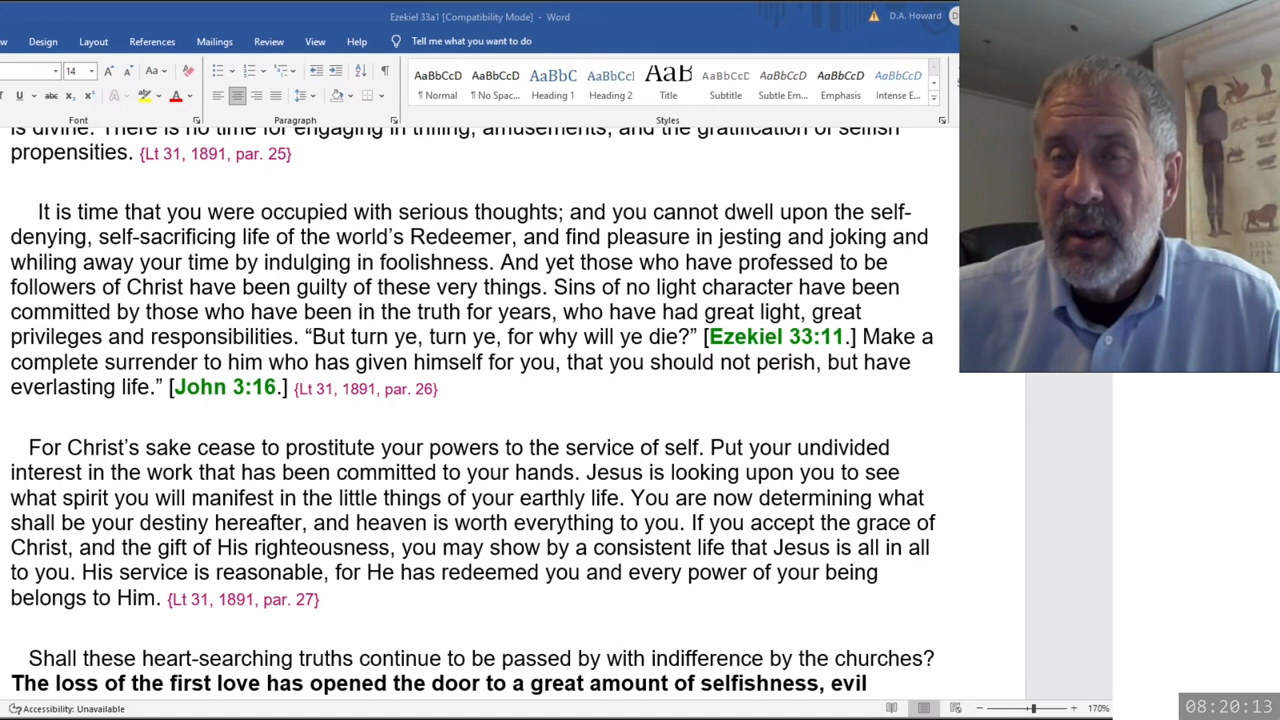 Ezekiel 33a1 [Compatibility Mode] - Word
D.A. Howard
Design Layout References Mailings Review View Help Tell me what you want to do
14 Aa
AaBbCcD AaBbCcD AaBbC AaBbCcl AaB AaBbCcD AaBbCcD AaBbCcD AaBbCcD
¶ Normal ¶ No Spac... Heading 1 Heading 2 Title Subtitle Subtle Em... Emphasis Intense E...
Font Paragraph Styles
is divine. There is no time for engaging in trifling, amusements, and the gratification of selfish
propensities. {Lt 31, 1891, par. 25}
It is time that you were occupied with serious thoughts; and you cannot dwell upon the self-
denying, self-sacrificing life of the world's Redeemer, and find pleasure in jesting and joking and
whiling away your time by indulging in foolishness. And yet those who have professed to be
followers of Christ have been guilty of these very things. Sins of no light character have been
committed by those who have been in the truth for years, who have had great light, great
privileges and responsibilities. “But turn ye, turn ye, for why will ye die?” [Ezekiel 33:11.] Make a
complete surrender to him who has given himself for you, that you should not perish, but have
everlasting life.” [John 3:16.] {Lt 31, 1891, par. 26}
For Christ’s sake cease to prostitute your powers to the service of self. Put your undivided
interest in the work that has been committed to your hands. Jesus is looking upon you to see
what spirit you will manifest in the little things of your earthly life. You are now determining what
shall be your destiny hereafter, and heaven is worth everything to you. If you accept the grace of
Christ, and the gift of His righteousness, you may show by a consistent life that Jesus is all in all
to you. His service is reasonable, for He has redeemed you and every power of your being
belongs to Him. {Lt 31, 1891, par. 27}
Shall these heart-searching truths continue to be passed by with indifference by the churches?
The loss of the first love has opened the door to a great amount of selfishness, evil
Accessibility: Unavailable 170%
08:20:13